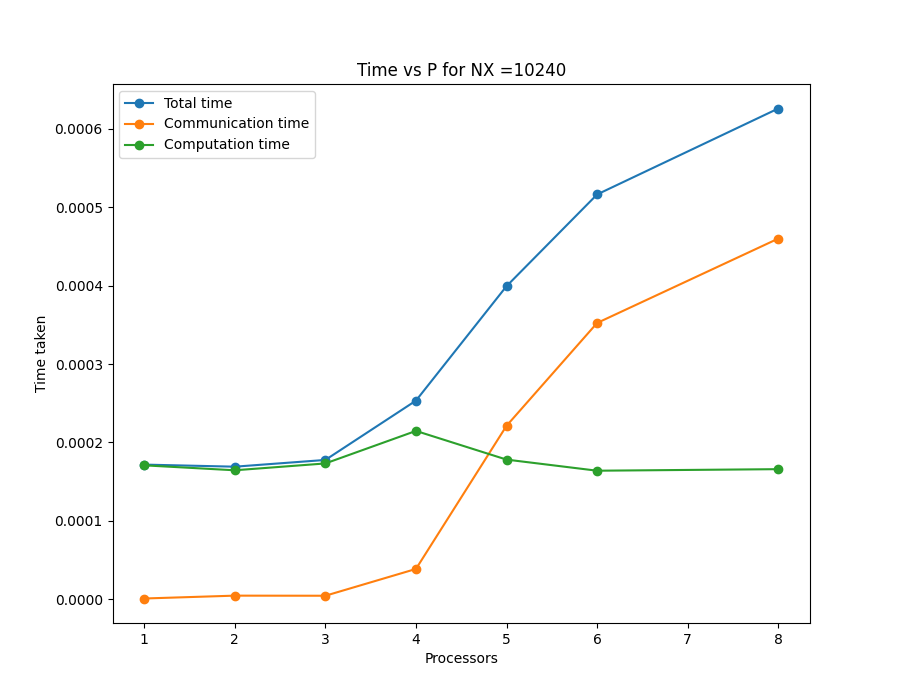 Time vs P for NX =10240
Total time
Communication time
Computation time
0.0006
0.0005
0.0004
0.0003
0.0002
0.0001
0.0000
Time taken
1 2 3 4 5 6 7 8
Processors